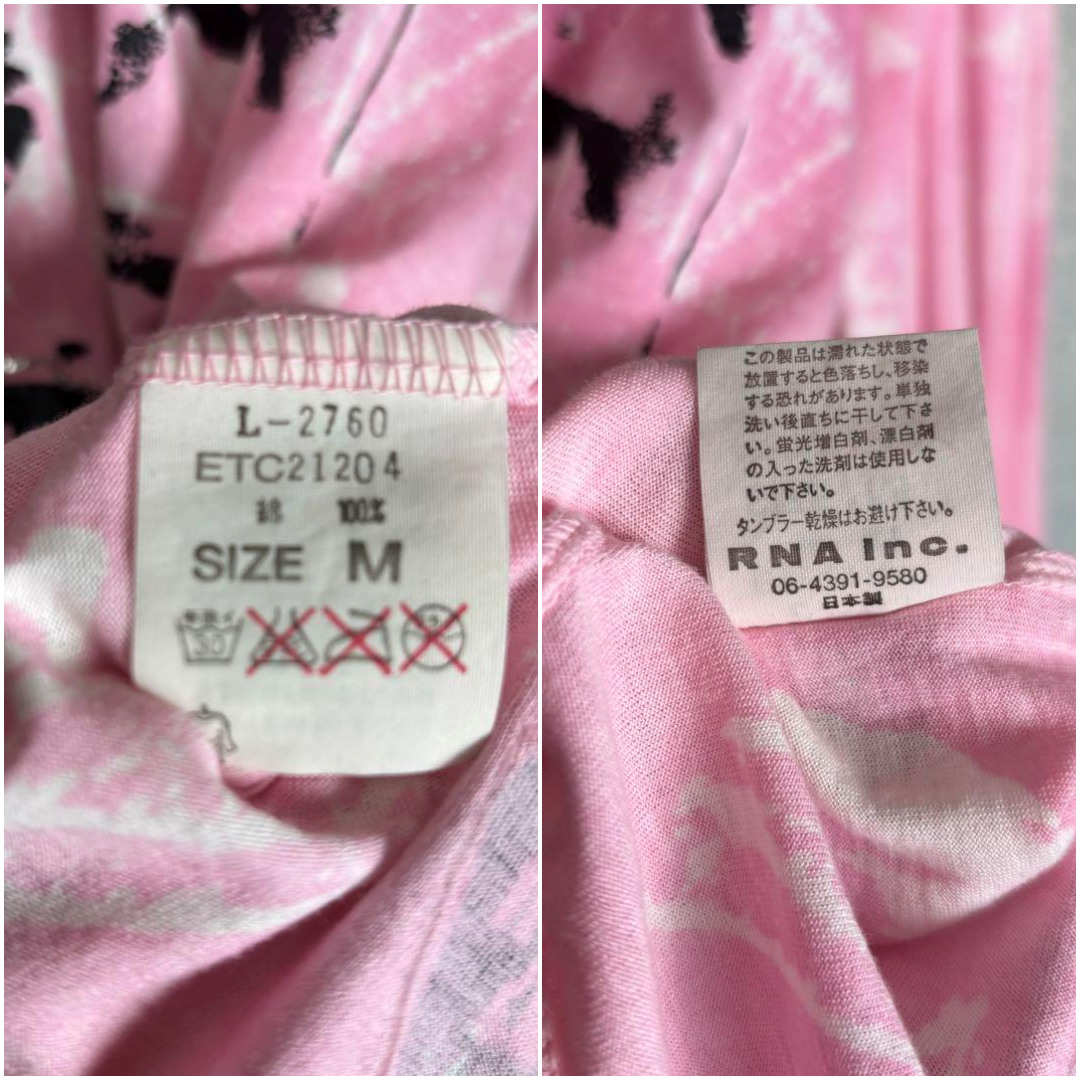 L-2760
ETC21204
綿 100%
SIZE M
30
この製品は濡れた状態で
放置すると色落ちし、移染
する恐れがあります。単独
洗い後直ちに干して下さ
い。蛍光増白剤、漂白剤
の入った洗剤は使用しな
いで下さい。
タンブラー乾燥はお避け下さい。
RNA Inc.
06-4391-9580
日本製